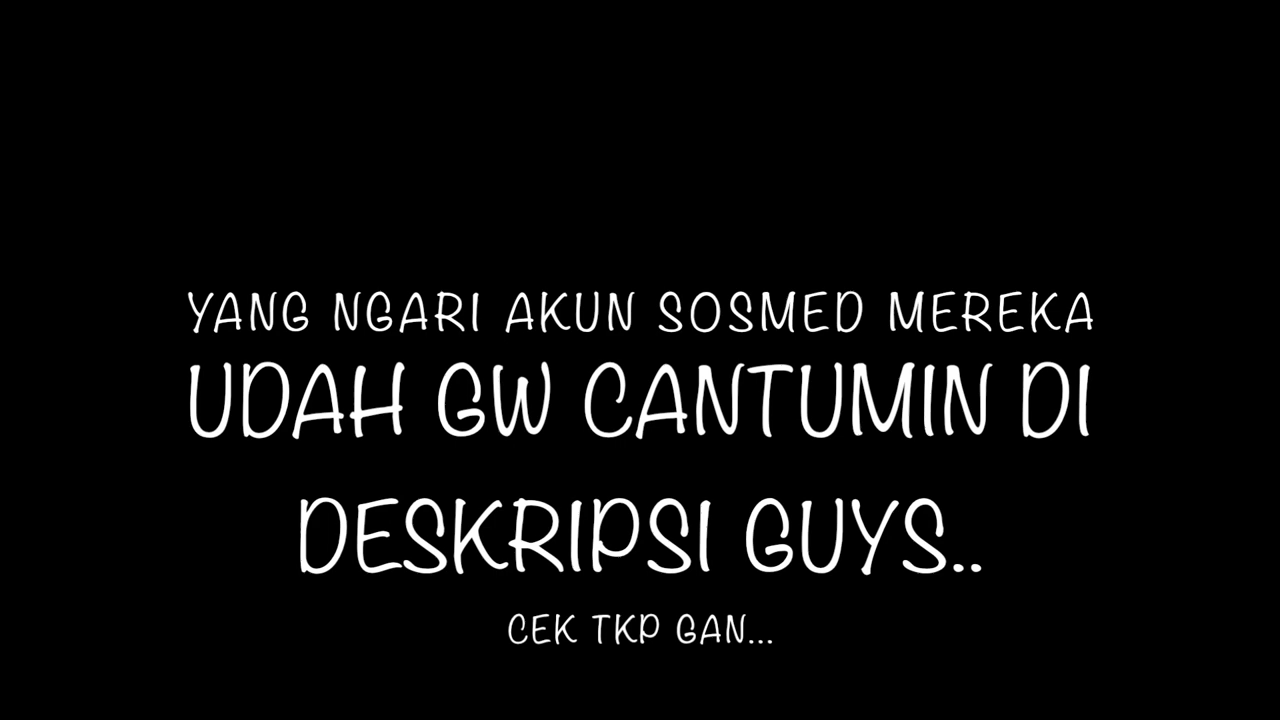 YANG NGARI AKUN SOSMED MEREKA
UDAH GW CANTUMIN DI
DESKRIPSI GUYS..
CEK TKP GAN...